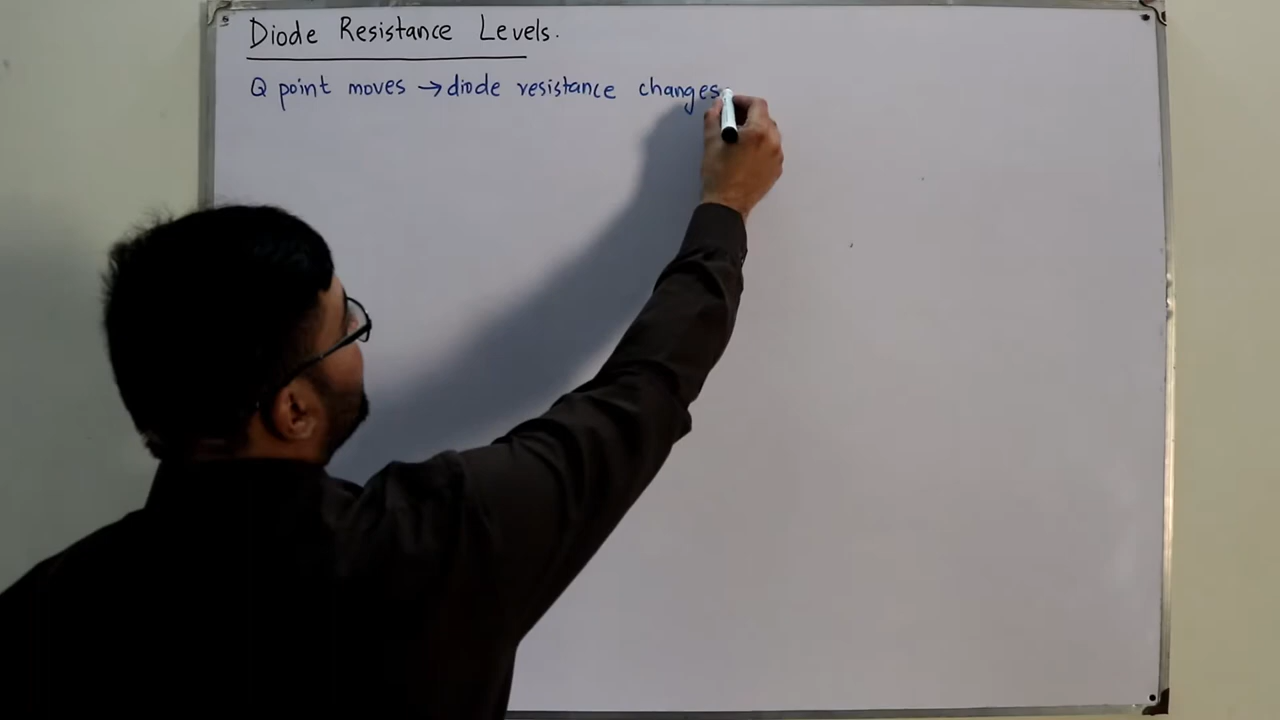 Diode Resistance Levels.
Q point moves → diode resistance changes